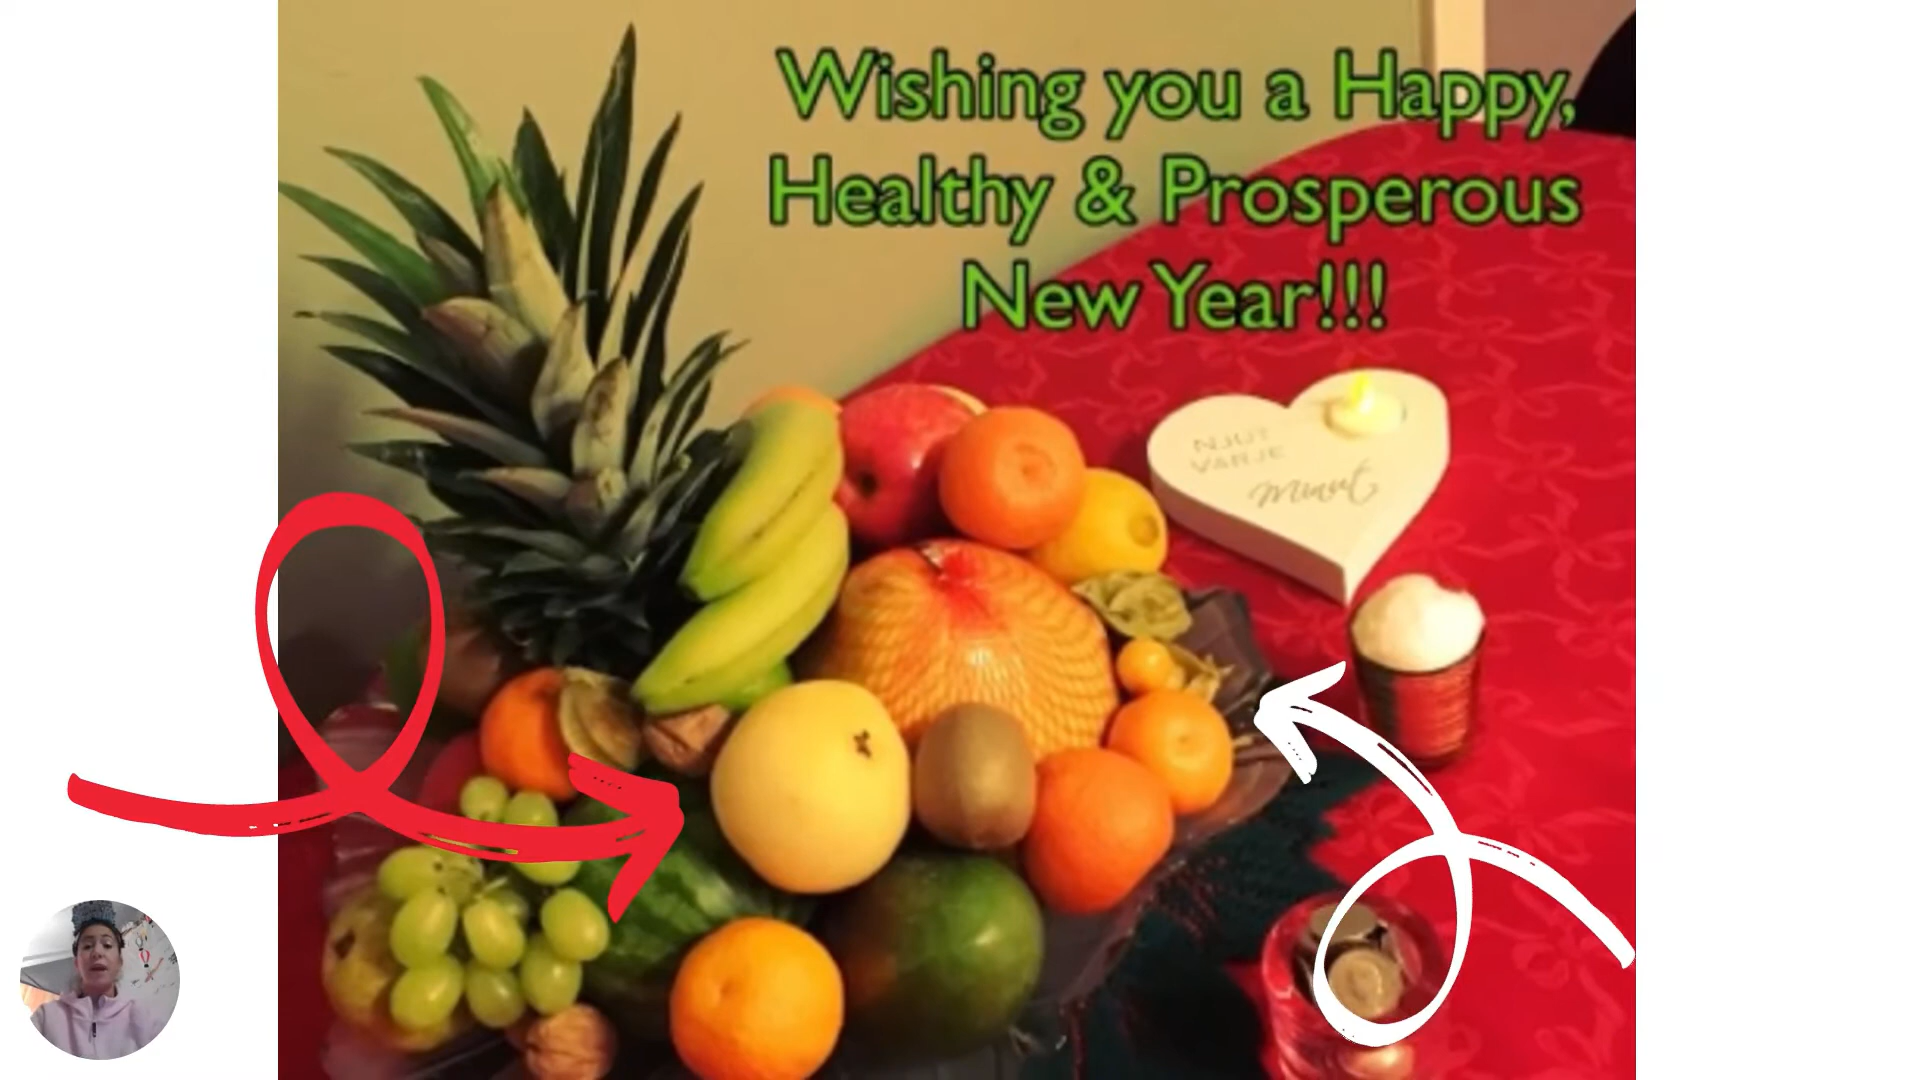 Wishing you a Happy,
Healthy & Prosperous
New Year!!!
NJUT
VARJE
minut